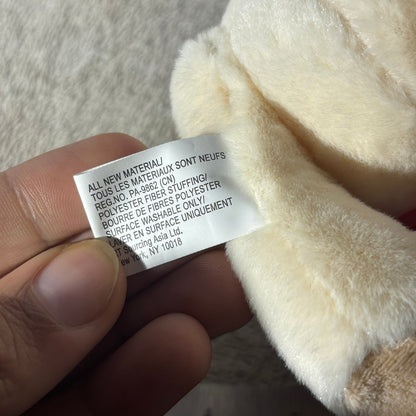 ALL NEW MATERIAL/
TOUS LES MATERIAUX SONT NEUFS
REG.NO. PA-9862 (CN)
POLYESTER FIBER STUFFING/
BOURRE DE FIBRES POLYESTER
SURFACE WASHABLE ONLY/
LAVER EN SURFACE UNIQUEMENT
Sourcing Asia Ltd.
York, NY 10018